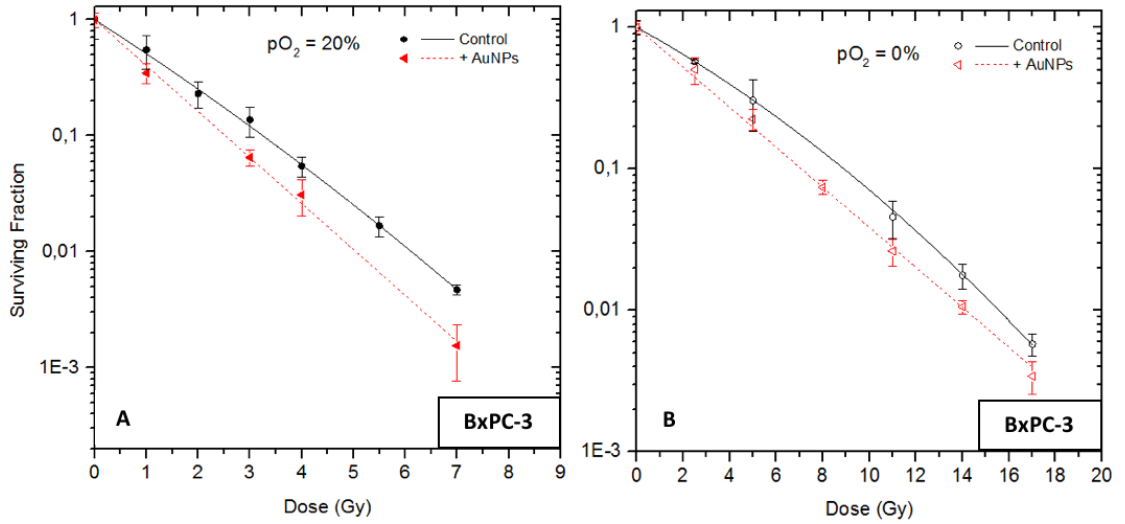 pO₂ = 20%
Control
+ AuNPs
1
0,1
0,01
1E-3
Surviving Fraction
A
BxPC-3
0 1 2 3 4 5 6 7 8 9
Dose (Gy)
pO₂ = 0%
Control
+ AuNPs
1
0,1
0,01
1E-3
B
BxPC-3
0 2 4 6 8 10 12 14 16 18 20
Dose (Gy)